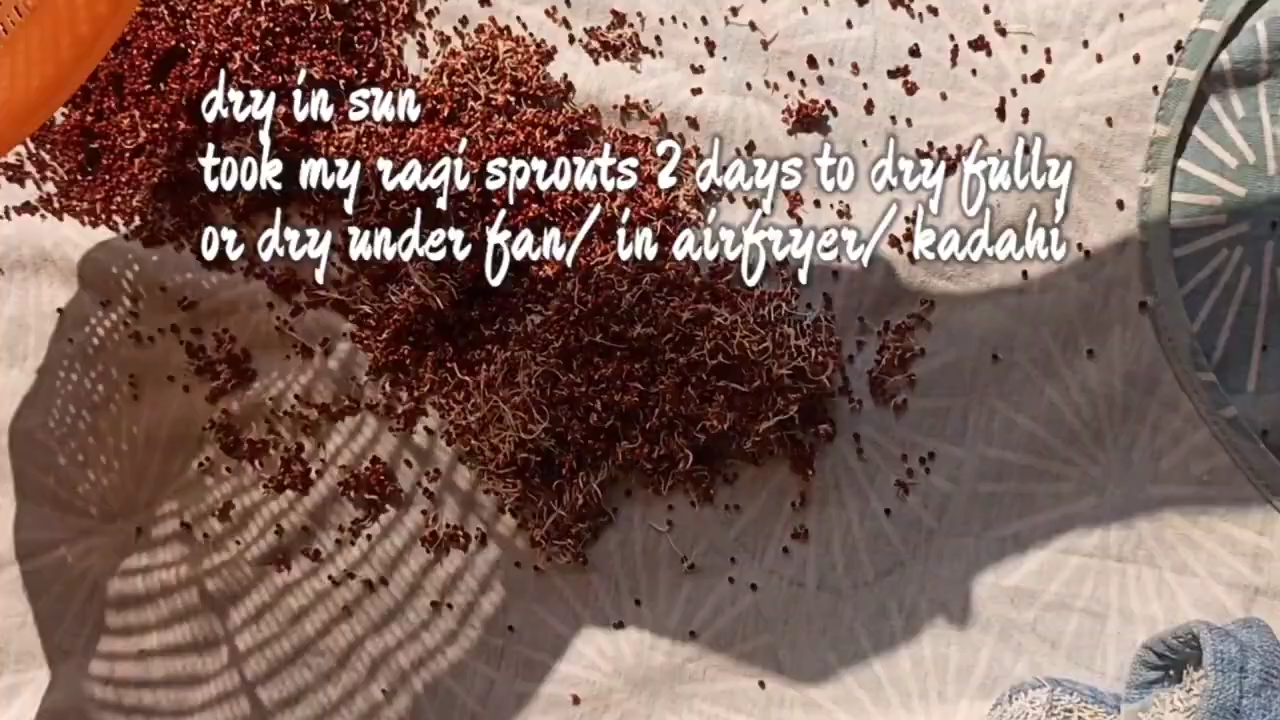 dry in sun
took my ragi sprouts 2 days to dry fully
or dry under fan/ in airfryer/ kadahi